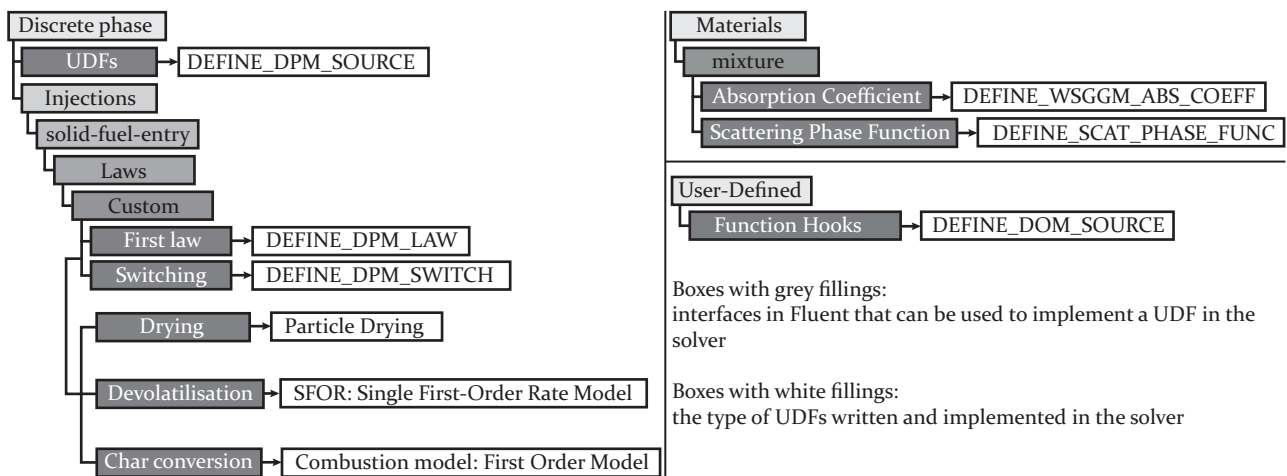 Discrete phase
UDFs
DEFINE_DPM_SOURCE
Injections
solid-fuel-entry
Laws
Custom
First law
DEFINE_DPM_LAW
Switching
DEFINE_DPM_SWITCH
Drying
Particle Drying
Devolatilisation
SFOR: Single First-Order Rate Model
Char conversion
Combustion model: First Order Model
Materials
mixture
Absorption Coefficient
DEFINE_WSGGM_ABS_COEFF
Scattering Phase Function
DEFINE_SCAT_PHASE_FUNC
User-Defined
Function Hooks
DEFINE_DOM_SOURCE
Boxes with grey fillings:
interfaces in Fluent that can be used to implement a UDF in the
solver
Boxes with white fillings:
the type of UDFs written and implemented in the solver